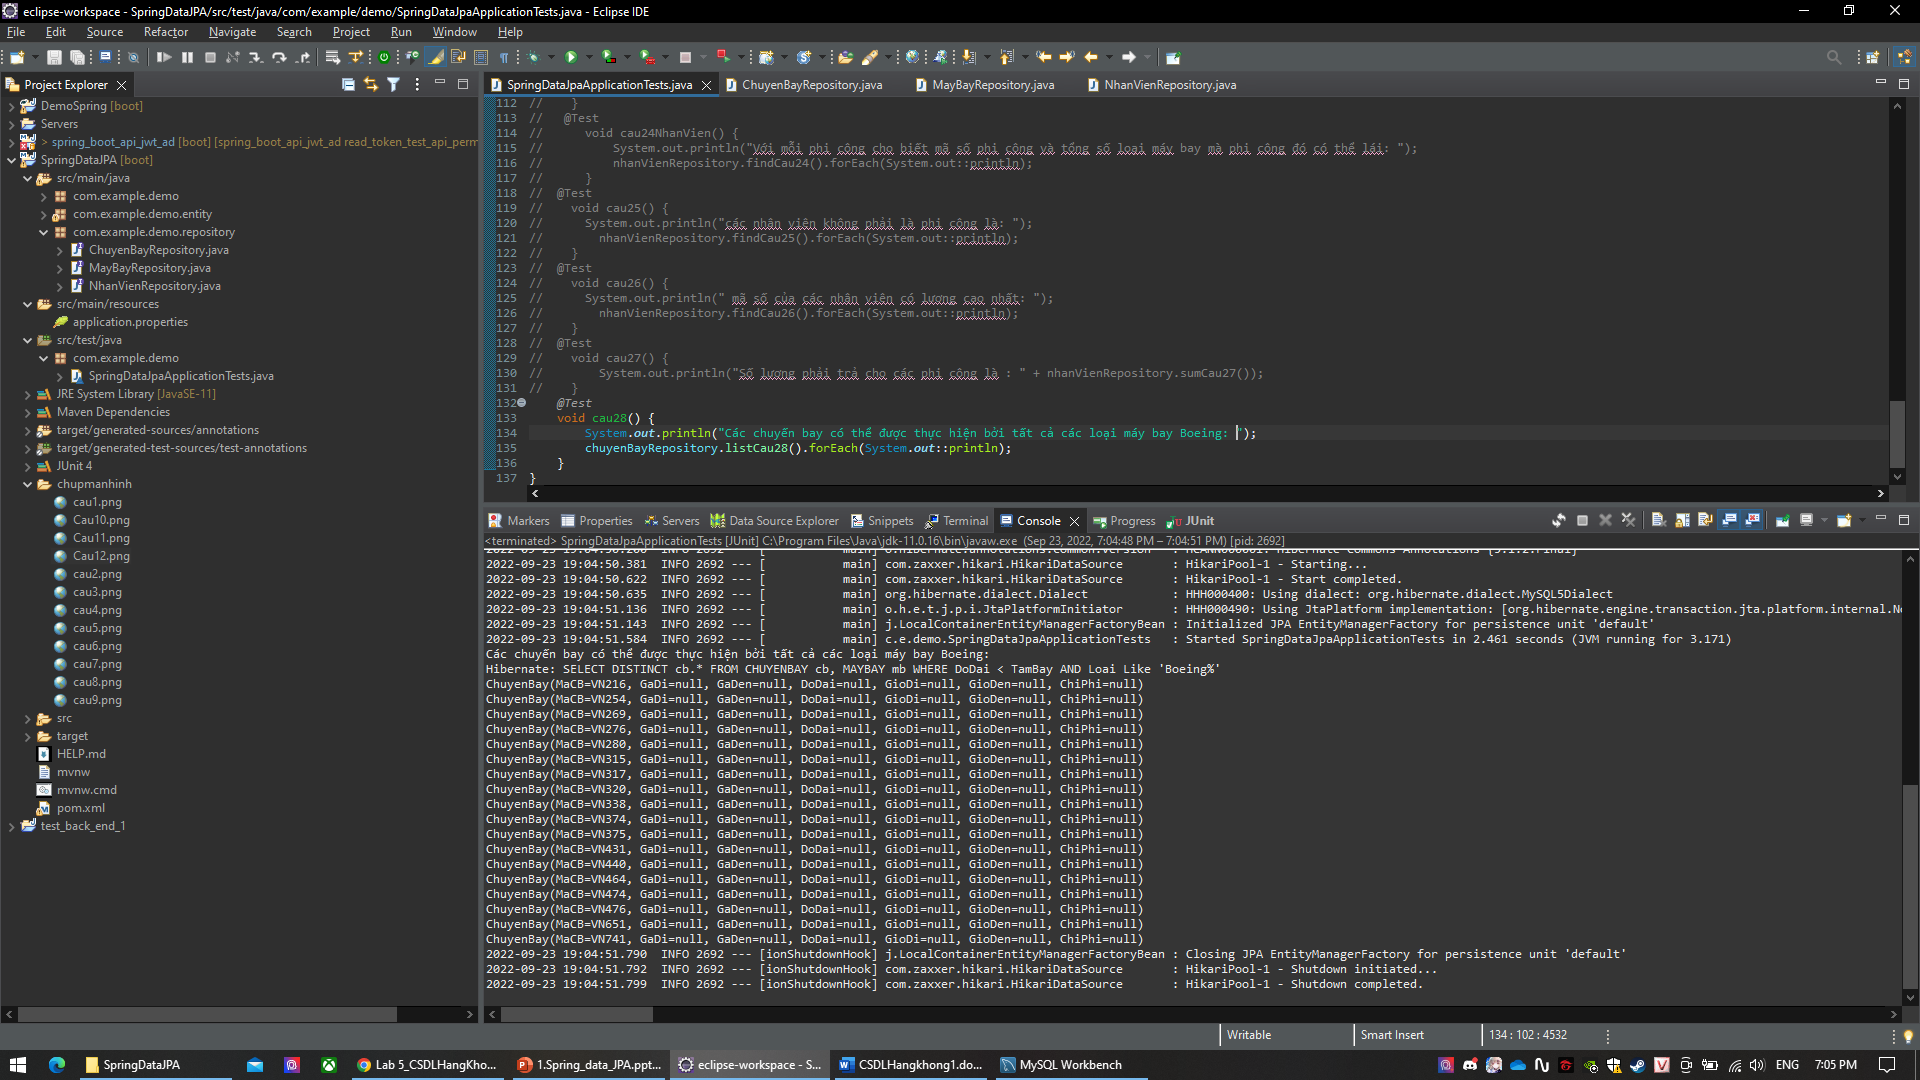 eclipse-workspace - SpringDataJPA/src/test/java/com/example/demo/SpringDataJpaApplicationTests.java - Eclipse IDE
File Edit Source Refactor Navigate Search Project Run Window Help
Project Explorer
DemoSpring [boot]
Servers
> spring_boot_api_jwt_ad [boot] [spring_boot_api_jwt_ad read_token_test_api_perm
SpringDataJPA [boot]
src/main/java
com.example.demo
com.example.demo.entity
com.example.demo.repository
ChuyenBayRepository.java
MayBayRepository.java
NhanVienRepository.java
src/main/resources
application.properties
src/test/java
com.example.demo
SpringDataJpaApplicationTests.java
JRE System Library [JavaSE-11]
Maven Dependencies
target/generated-sources/annotations
target/generated-test-sources/test-annotations
JUnit 4
chupmanhinh
cau1.png
Cau10.png
Cau11.png
Cau12.png
cau2.png
cau3.png
cau4.png
cau5.png
cau6.png
cau7.png
cau8.png
cau9.png
src
target
HELP.md
mvnw
mvnw.cmd
pom.xml
test_back_end_1
SpringDataJpaApplicationTests.java ChuyenBayRepository.java MayBayRepository.java NhanVienRepository.java
112 // }
113 // @Test
114 // void cau24NhanVien() {
115 // System.out.println("Với mỗi phi công cho biết mã số phi công và tổng số loại máy bay mà phi công đó có thể lái: ");
116 // nhanVienRepository.findCau24().forEach(System.out::println);
117 // }
118 // @Test
119 // void cau25() {
120 // System.out.println("các nhân viên không phải là phi công là: ");
121 // nhanVienRepository.findCau25().forEach(System.out::println);
122 // }
123 // @Test
124 // void cau26() {
125 // System.out.println(" mã số của các nhân viên có lương cao nhất: ");
126 // nhanVienRepository.findCau26().forEach(System.out::println);
127 // }
128 // @Test
129 // void cau27() {
130 // System.out.println("Số lương phải trả cho các phi công là : " + nhanVienRepository.sumCau27());
131 // }
132 @Test
133 void cau28() {
134 System.out.println("Các chuyến bay có thể được thực hiện bởi tất cả các loại máy bay Boeing: ");
135 chuyenBayRepository.listCau28().forEach(System.out::println);
136 }
137 }
Markers Properties Servers Data Source Explorer Snippets Terminal Console Progress JUnit
<terminated> SpringDataJpaApplicationTests [JUnit] C:\Program Files\Java\jdk-11.0.16\bin\javaw.exe (Sep 23, 2022, 7:04:48 PM – 7:04:51 PM) [pid: 2692]
2022-09-23 19:04:50.381 INFO 2692 --- [ main] com.zaxxer.hikari.HikariDataSource : HikariPool-1 - Starting...
2022-09-23 19:04:50.622 INFO 2692 --- [ main] com.zaxxer.hikari.HikariDataSource : HikariPool-1 - Start completed.
2022-09-23 19:04:50.635 INFO 2692 --- [ main] org.hibernate.dialect.Dialect : HHH000400: Using dialect: org.hibernate.dialect.MySQL5Dialect
2022-09-23 19:04:51.136 INFO 2692 --- [ main] o.h.e.t.j.p.i.JtaPlatformInitiator : HHH000490: Using JtaPlatform implementation: [org.hibernate.engine.transaction.jta.platform.internal.No
2022-09-23 19:04:51.143 INFO 2692 --- [ main] j.LocalContainerEntityManagerFactoryBean : Initialized JPA EntityManagerFactory for persistence unit 'default'
2022-09-23 19:04:51.584 INFO 2692 --- [ main] c.e.demo.SpringDataJpaApplicationTests : Started SpringDataJpaApplicationTests in 2.461 seconds (JVM running for 3.171)
Các chuyến bay có thể được thực hiện bởi tất cả các loại máy bay Boeing:
Hibernate: SELECT DISTINCT cb.* FROM CHUYENBAY cb, MAYBAY mb WHERE DoDai < TamBay AND Loai Like 'Boeing%'
ChuyenBay(MaCB=VN216, GaDi=null, GaDen=null, DoDai=null, GioDi=null, GioDen=null, ChiPhi=null)
ChuyenBay(MaCB=VN254, GaDi=null, GaDen=null, DoDai=null, GioDi=null, GioDen=null, ChiPhi=null)
ChuyenBay(MaCB=VN269, GaDi=null, GaDen=null, DoDai=null, GioDi=null, GioDen=null, ChiPhi=null)
ChuyenBay(MaCB=VN276, GaDi=null, GaDen=null, DoDai=null, GioDi=null, GioDen=null, ChiPhi=null)
ChuyenBay(MaCB=VN280, GaDi=null, GaDen=null, DoDai=null, GioDi=null, GioDen=null, ChiPhi=null)
ChuyenBay(MaCB=VN315, GaDi=null, GaDen=null, DoDai=null, GioDi=null, GioDen=null, ChiPhi=null)
ChuyenBay(MaCB=VN317, GaDi=null, GaDen=null, DoDai=null, GioDi=null, GioDen=null, ChiPhi=null)
ChuyenBay(MaCB=VN320, GaDi=null, GaDen=null, DoDai=null, GioDi=null, GioDen=null, ChiPhi=null)
ChuyenBay(MaCB=VN338, GaDi=null, GaDen=null, DoDai=null, GioDi=null, GioDen=null, ChiPhi=null)
ChuyenBay(MaCB=VN374, GaDi=null, GaDen=null, DoDai=null, GioDi=null, GioDen=null, ChiPhi=null)
ChuyenBay(MaCB=VN375, GaDi=null, GaDen=null, DoDai=null, GioDi=null, GioDen=null, ChiPhi=null)
ChuyenBay(MaCB=VN431, GaDi=null, GaDen=null, DoDai=null, GioDi=null, GioDen=null, ChiPhi=null)
ChuyenBay(MaCB=VN440, GaDi=null, GaDen=null, DoDai=null, GioDi=null, GioDen=null, ChiPhi=null)
ChuyenBay(MaCB=VN464, GaDi=null, GaDen=null, DoDai=null, GioDi=null, GioDen=null, ChiPhi=null)
ChuyenBay(MaCB=VN474, GaDi=null, GaDen=null, DoDai=null, GioDi=null, GioDen=null, ChiPhi=null)
ChuyenBay(MaCB=VN476, GaDi=null, GaDen=null, DoDai=null, GioDi=null, GioDen=null, ChiPhi=null)
ChuyenBay(MaCB=VN651, GaDi=null, GaDen=null, DoDai=null, GioDi=null, GioDen=null, ChiPhi=null)
ChuyenBay(MaCB=VN741, GaDi=null, GaDen=null, DoDai=null, GioDi=null, GioDen=null, ChiPhi=null)
2022-09-23 19:04:51.790 INFO 2692 --- [ionShutdownHook] j.LocalContainerEntityManagerFactoryBean : Closing JPA EntityManagerFactory for persistence unit 'default'
2022-09-23 19:04:51.792 INFO 2692 --- [ionShutdownHook] com.zaxxer.hikari.HikariDataSource : HikariPool-1 - Shutdown initiated...
2022-09-23 19:04:51.799 INFO 2692 --- [ionShutdownHook] com.zaxxer.hikari.HikariDataSource : HikariPool-1 - Shutdown completed.
Writable Smart Insert 134 : 102 : 4532
SpringDataJPA Lab 5_CSDLHangKho... 1.Spring_data_JPA.ppt... eclipse-workspace - S... CSDLHangkhong1.do... MySQL Workbench ENG 7:05 PM